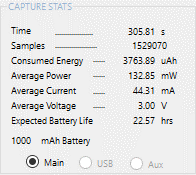 CAPTURE STATS
Time 305.81 s
Samples 1529070
Consumed Energy 3763.89 uAh
Average Power 132.85 mW
Average Current 44.31 mA
Average Voltage 3.00 V
Expected Battery Life 22.57 hrs
1000 mAh Battery
Main USB Aux